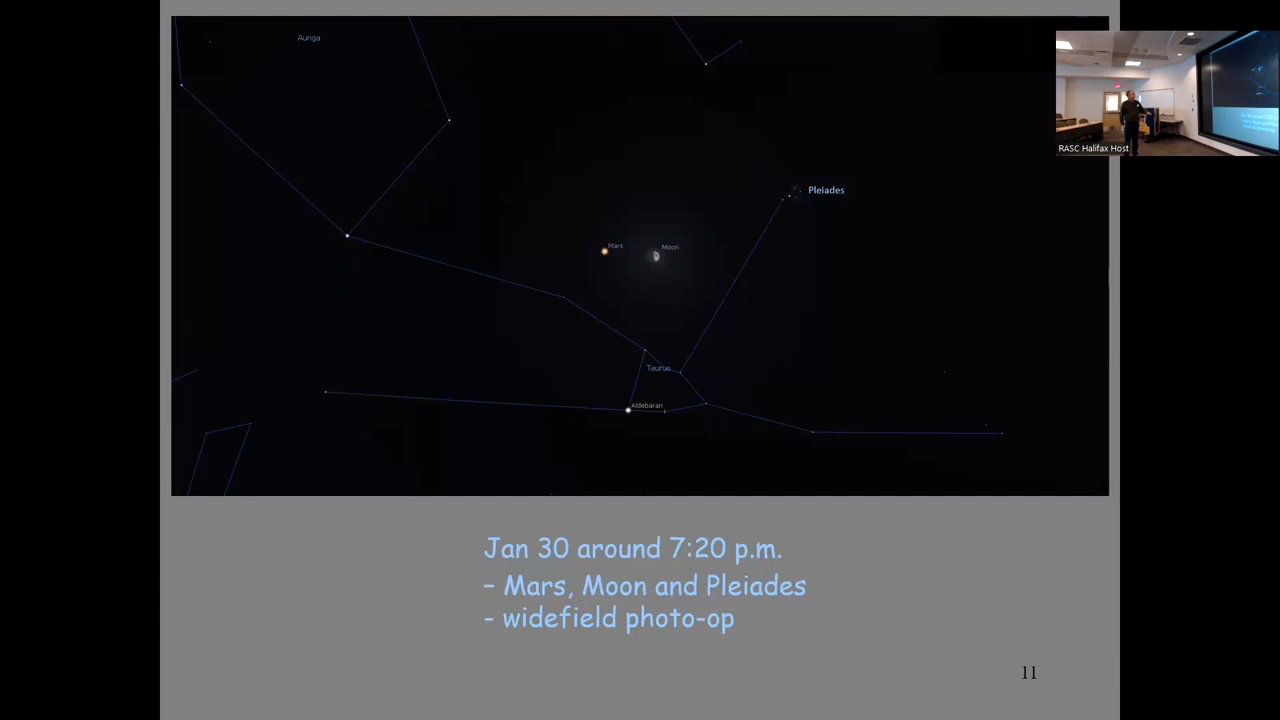 Auriga
Pleiades
Mars
Moon
Taurus
Aldebaran
Jan 30 around 7:20 p.m.
– Mars, Moon and Pleiades
- widefield photo-op
11
RASC Halifax Host